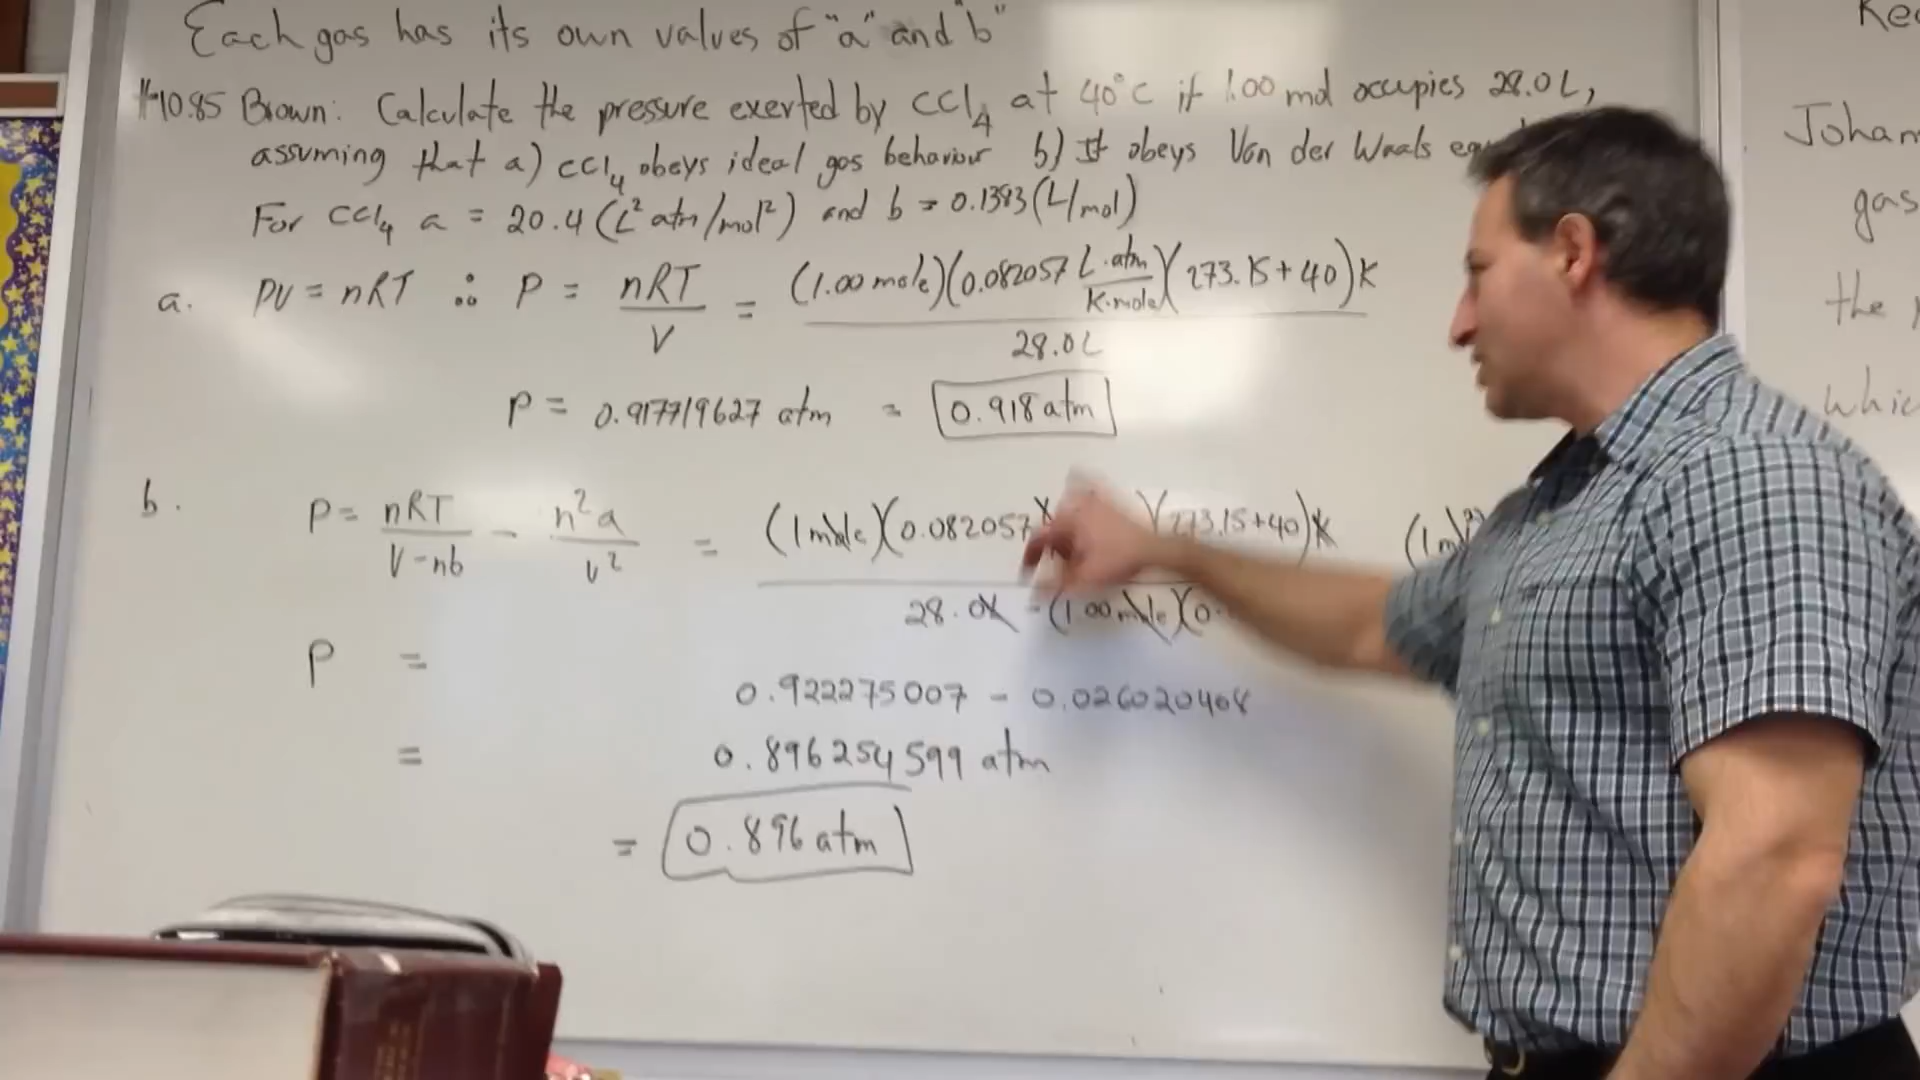 Each gas has its own values of "a" and "b"
#10.85 Brown: Calculate the pressure exerted by CCl₄ at 40°C if 1.00 mol occupies 28.0 L,
assuming that a) CCl₄ obeys ideal gas behaviour b) It obeys Van der Waals
For CCl₄ a = 20.4 (L² atm/mol²) and b = 0.1383 (L/mol)
a. PV = nRT ∴ P = nRT/V = (1.00 mole)(0.082057 L·atm/K·mole)(273.15+40)K / 28.0L
P = 0.917719627 atm = 0.918 atm
b. P = nRT/V-nb - n²a/v² = (1 mole)(0.082057 )(273.15+40)K / 28.0L - (1.00 mole)(0.
P =
0.922275007 - 0.026020408
= 0.896254599 atm
= 0.896 atm
Johan
gas
the
whic